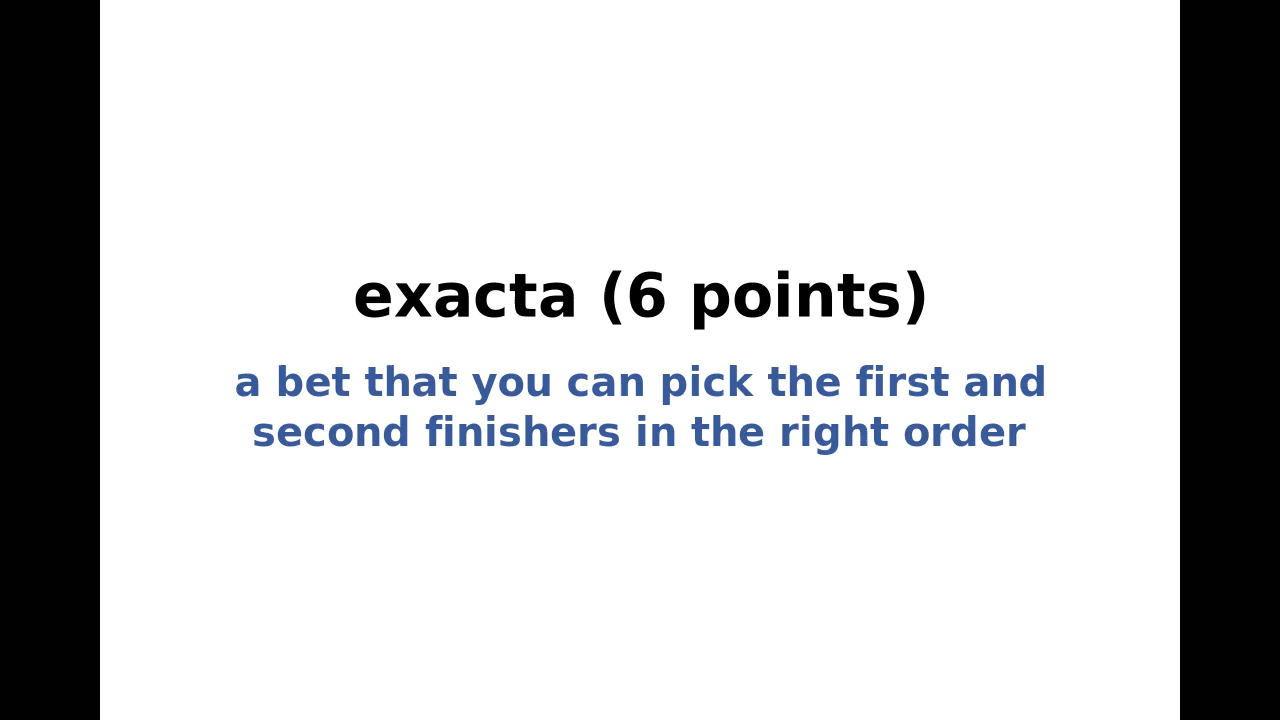 exacta (6 points)
a bet that you can pick the first and
second finishers in the right order